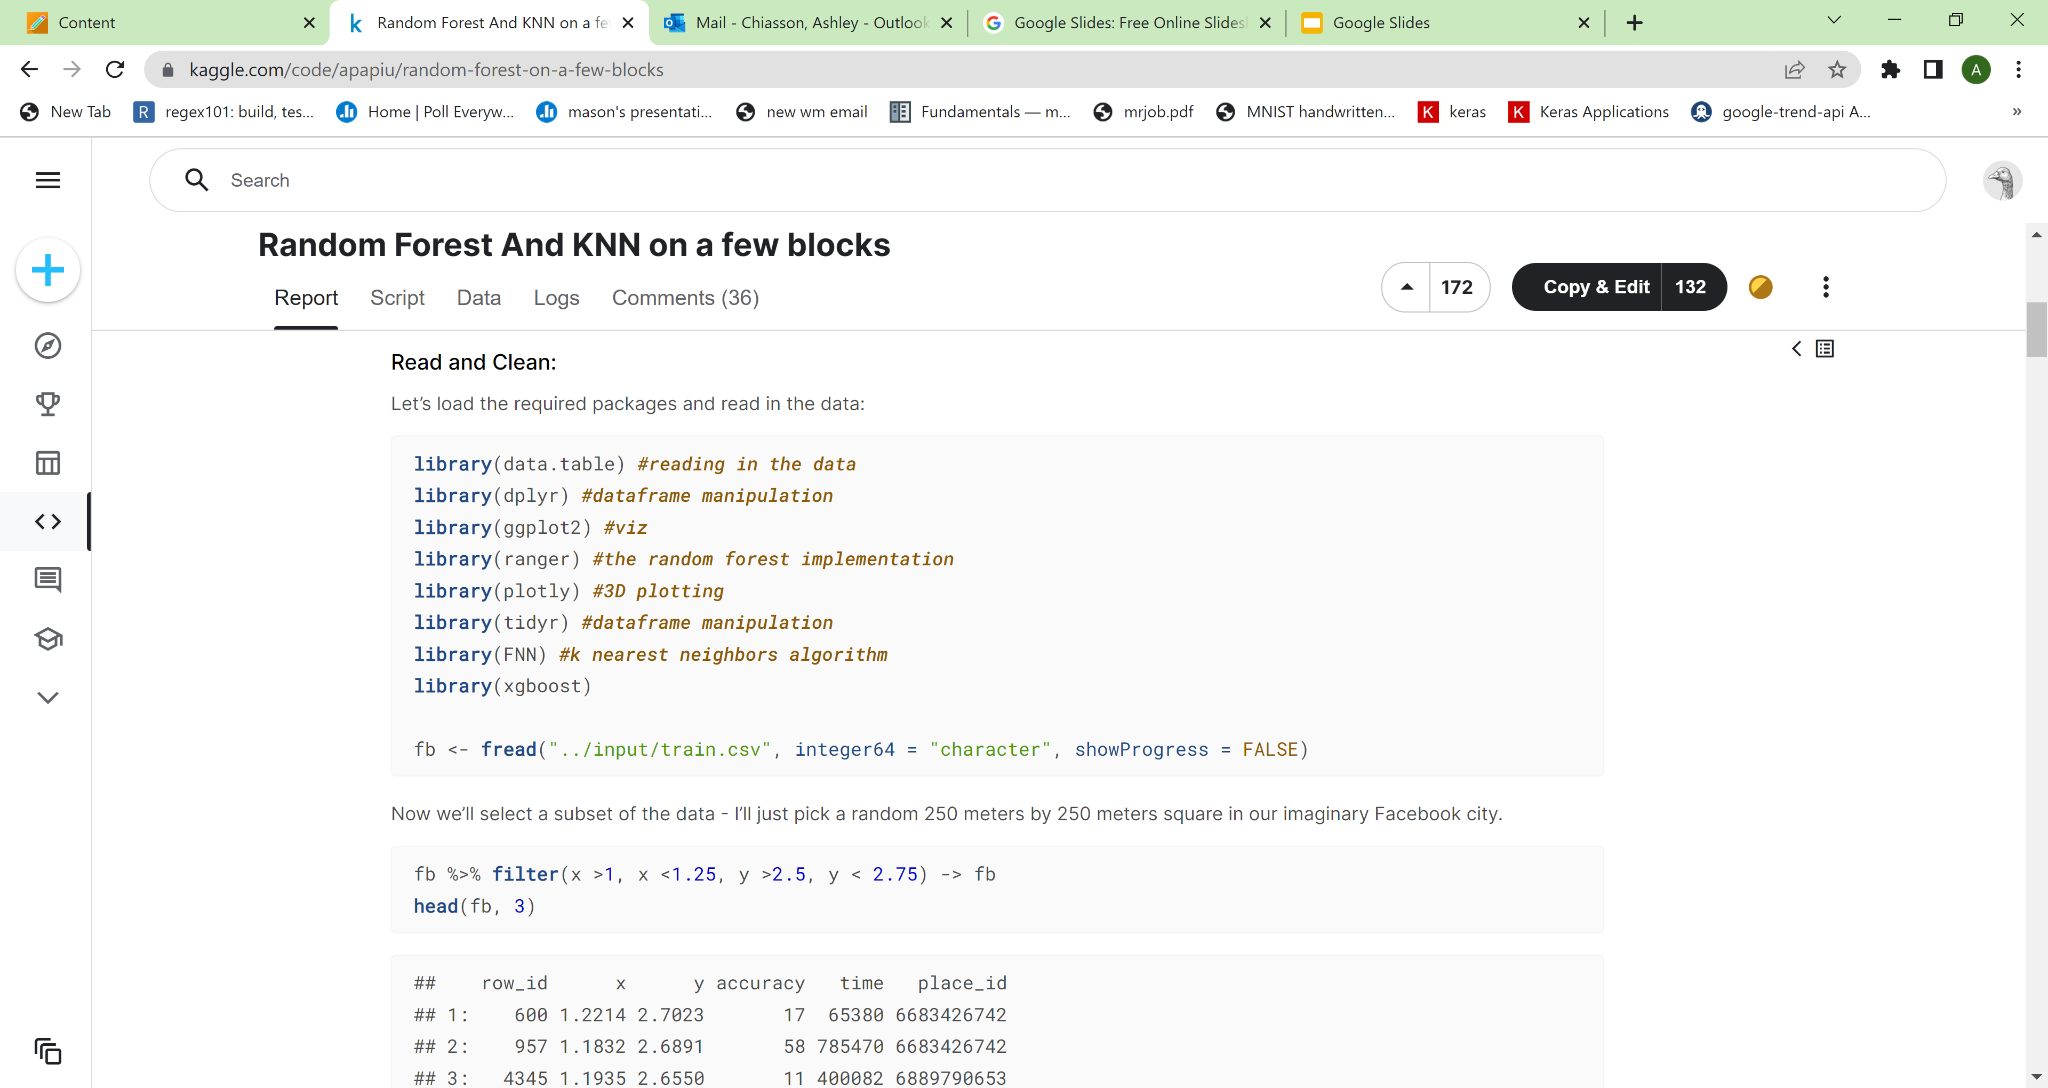 Content
Random Forest And KNN on a fe
Mail - Chiasson, Ashley - Outlook
Google Slides: Free Online Slides
Google Slides
kaggle.com/code/apapiu/random-forest-on-a-few-blocks
A
New Tab
R regex101: build, tes...
Home | Poll Everyw...
mason's presentati...
new wm email
Fundamentals — m...
mrjob.pdf
MNIST handwritten...
K keras
K Keras Applications
google-trend-api A...
»
Search
Random Forest And KNN on a few blocks
Report Script Data Logs Comments (36)
172
Copy & Edit 132
Read and Clean:
Let's load the required packages and read in the data:
library(data.table) #reading in the data
library(dplyr) #dataframe manipulation
library(ggplot2) #viz
library(ranger) #the random forest implementation
library(plotly) #3D plotting
library(tidyr) #dataframe manipulation
library(FNN) #k nearest neighbors algorithm
library(xgboost)
fb <- fread("../input/train.csv", integer64 = "character", showProgress = FALSE)
Now we'll select a subset of the data - I'll just pick a random 250 meters by 250 meters square in our imaginary Facebook city.
fb %>% filter(x >1, x <1.25, y >2.5, y < 2.75) -> fb
head(fb, 3)
## row_id x y accuracy time place_id
## 1: 600 1.2214 2.7023 17 65380 6683426742
## 2: 957 1.1832 2.6891 58 785470 6683426742
## 3: 4345 1.1935 2.6550 11 400082 6889790653